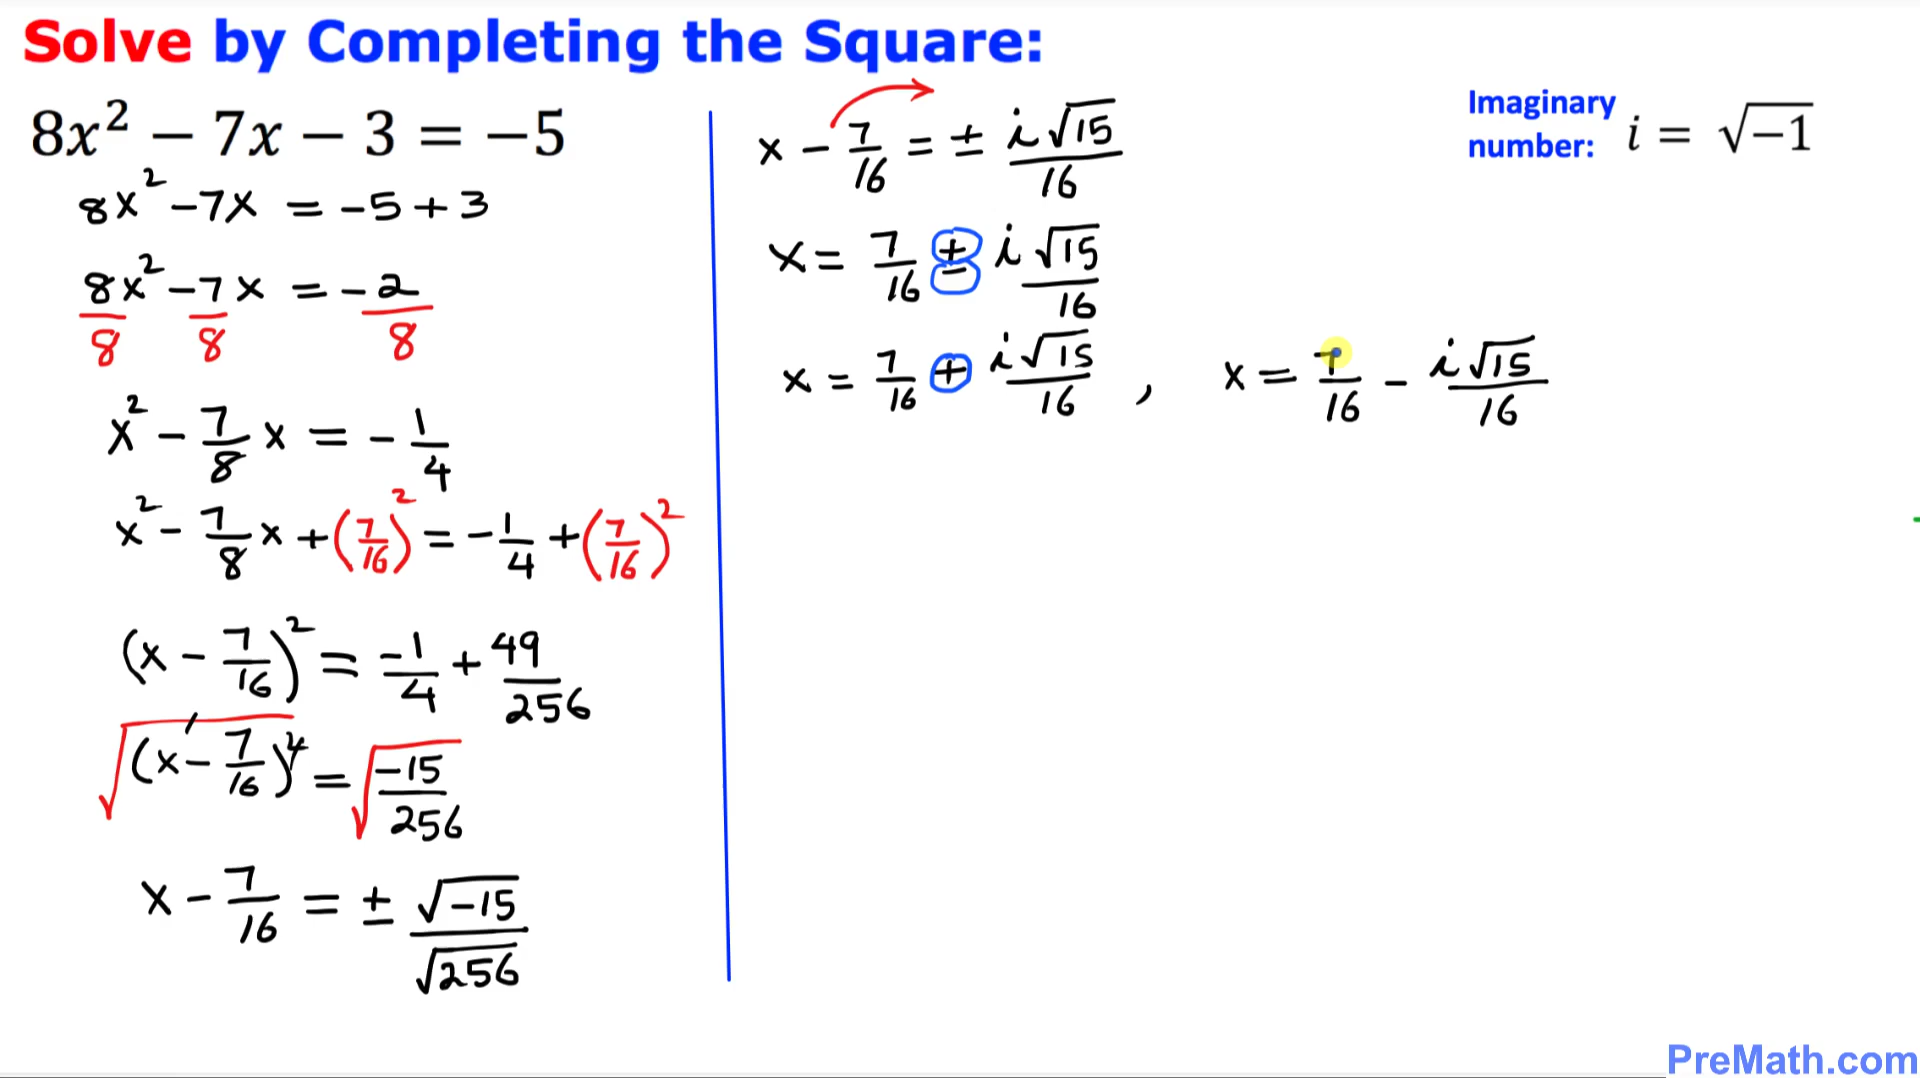 Solve by Completing the Square:
8x² − 7x − 3 = −5
8x² − 7x = −5 + 3
8x²/8 − 7x/8 = −2/8
x² − 7/8 x = − 1/4
x² − 7/8 x + (7/16)² = − 1/4 + (7/16)²
(x − 7/16)² = −1/4 + 49/256
√(x − 7/16)² = √(−15/256)
x − 7/16 = ± √−15/√256
x − 7/16 = ± i√15/16
x = 7/16 ± i√15/16
x = 7/16 + i√15/16 , x = 7/16 − i√15/16
Imaginary
number: i = √−1
PreMath.com